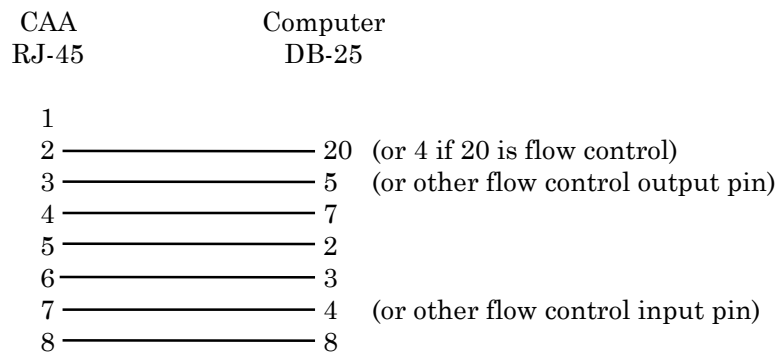 CAA Computer
RJ-45 DB-25
1
2 20 (or 4 if 20 is flow control)
3 5 (or other flow control output pin)
4 7
5 2
6 3
7 4 (or other flow control input pin)
8 8